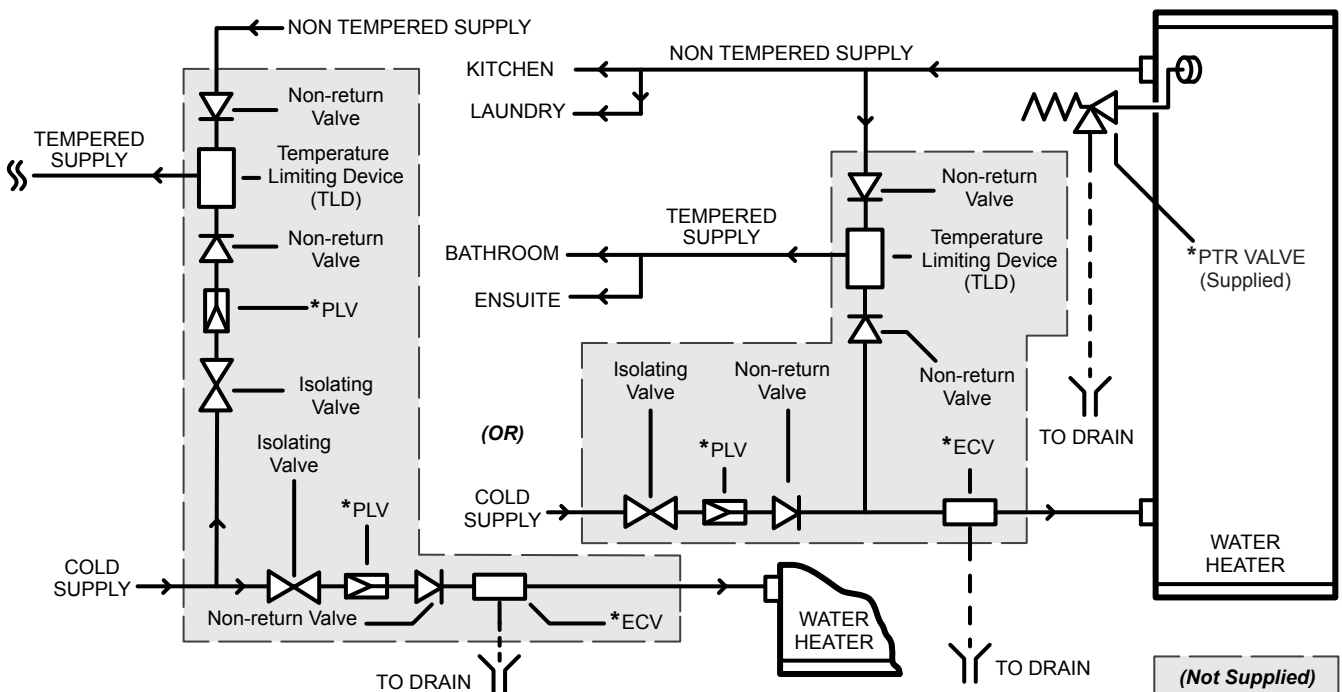 NON TEMPERED SUPPLY
Non-return
Valve
TEMPERED
SUPPLY
Temperature
Limiting Device
(TLD)
Non-return
Valve
*PLV
Isolating
Valve
Isolating
Valve
*PLV
COLD
SUPPLY
Non-return Valve
*ECV
TO DRAIN
WATER
HEATER
(OR)
NON TEMPERED SUPPLY
KITCHEN
LAUNDRY
Non-return
Valve
TEMPERED
SUPPLY
BATHROOM
ENSUITE
Temperature
Limiting Device
(TLD)
*PTR VALVE
(Supplied)
Isolating
Valve
Non-return
Valve
Non-return
Valve
*PLV
*ECV
TO DRAIN
COLD
SUPPLY
WATER
HEATER
TO DRAIN
(Not Supplied)